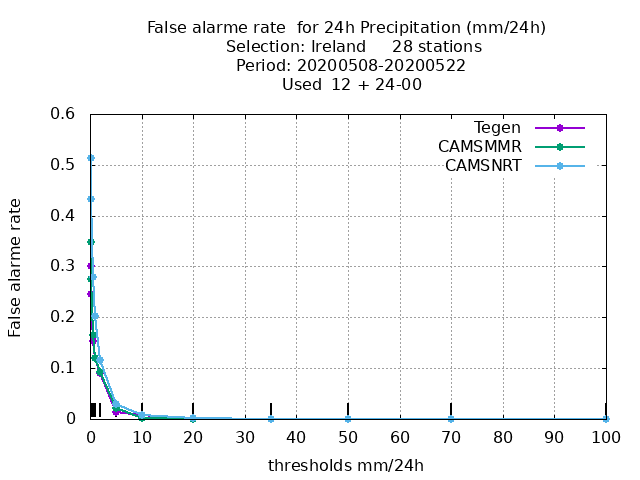 False alarme rate  for 24h Precipitation (mm/24h)
Selection: Ireland     28 stations
Period: 20200508-20200522
Used  12 + 24-00
Tegen
CAMSMMR
CAMSNRT
False alarme rate
0.6
0.5
0.4
0.3
0.2
0.1
0
0 10 20 30 40 50 60 70 80 90 100
thresholds mm/24h